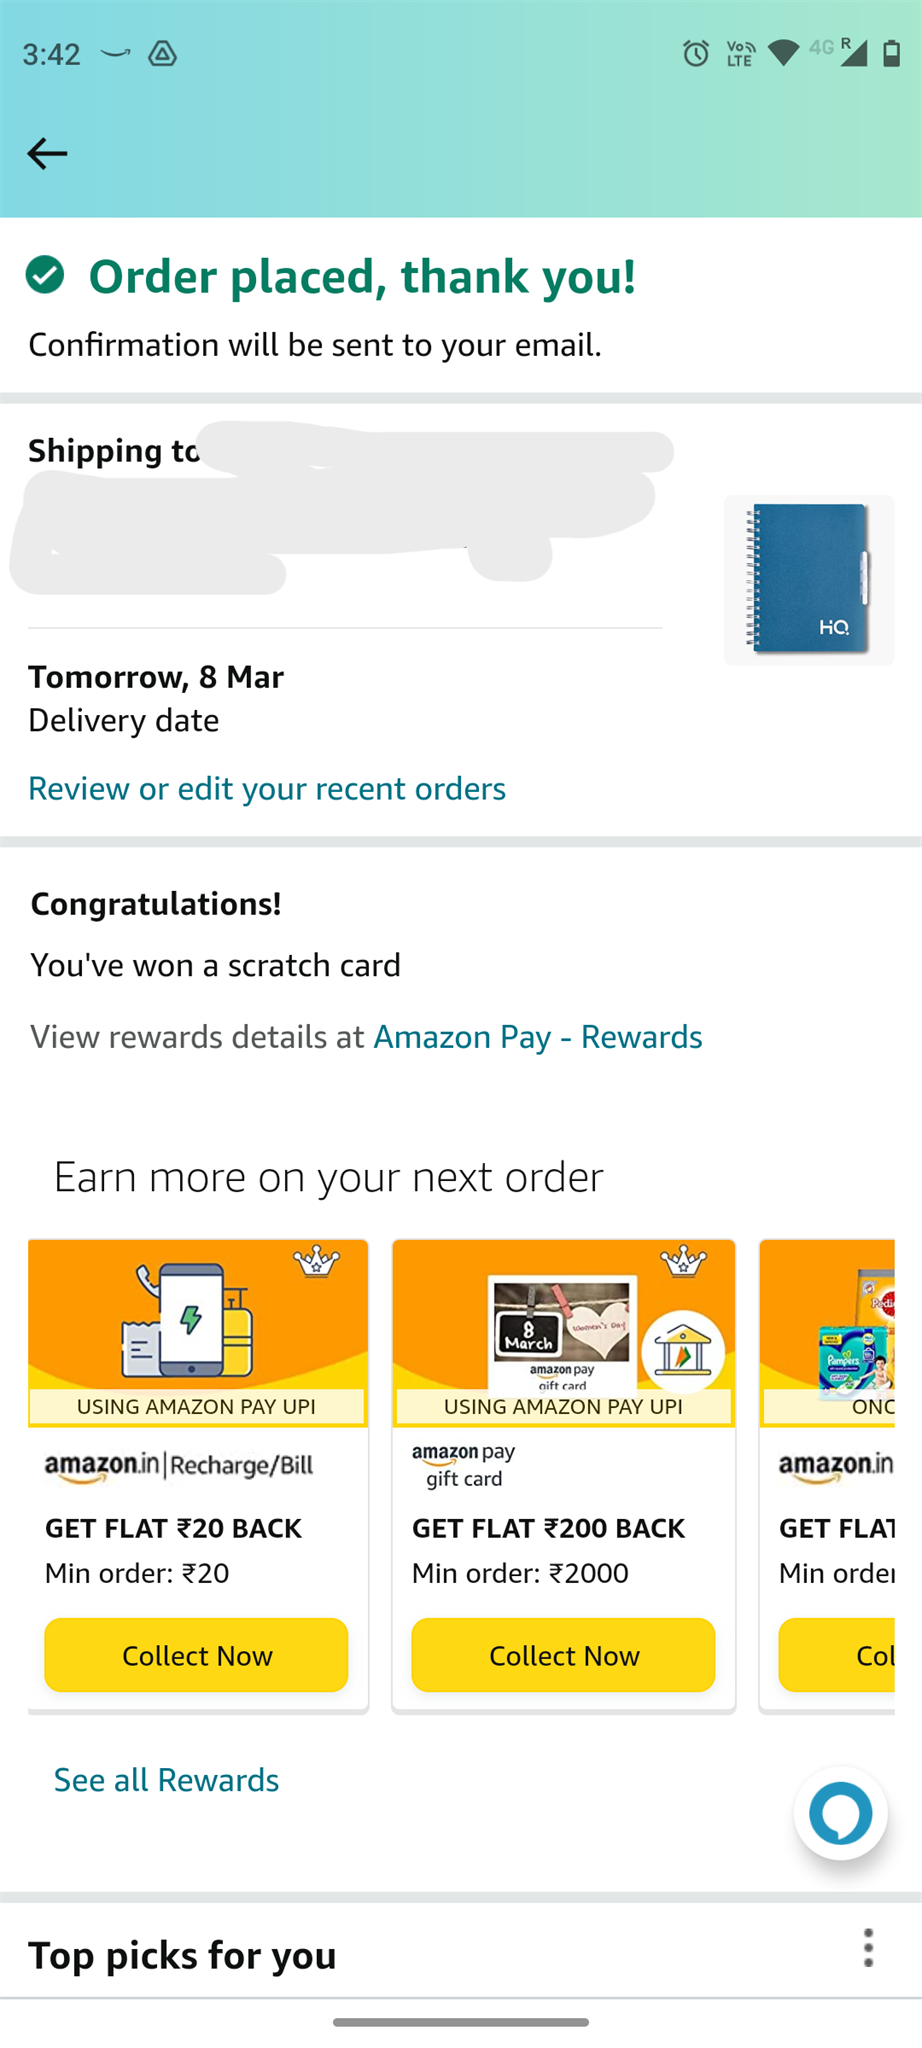 3:42
Vo LTE
4G
R
Order placed, thank you!
Confirmation will be sent to your email.
Shipping to
HQ
Tomorrow, 8 Mar
Delivery date
Review or edit your recent orders
Congratulations!
You've won a scratch card
View rewards details at Amazon Pay - Rewards
Earn more on your next order
USING AMAZON PAY UPI
amazon.in|Recharge/Bill
GET FLAT ₹20 BACK
Min order: ₹20
Collect Now
8
March
Women's Day
amazon pay
gift card
USING AMAZON PAY UPI
amazon pay
gift card
GET FLAT ₹200 BACK
Min order: ₹2000
Collect Now
Pedi
Pampers
ONC
amazon.in
GET FLAT
Min order
Col
See all Rewards
Top picks for you